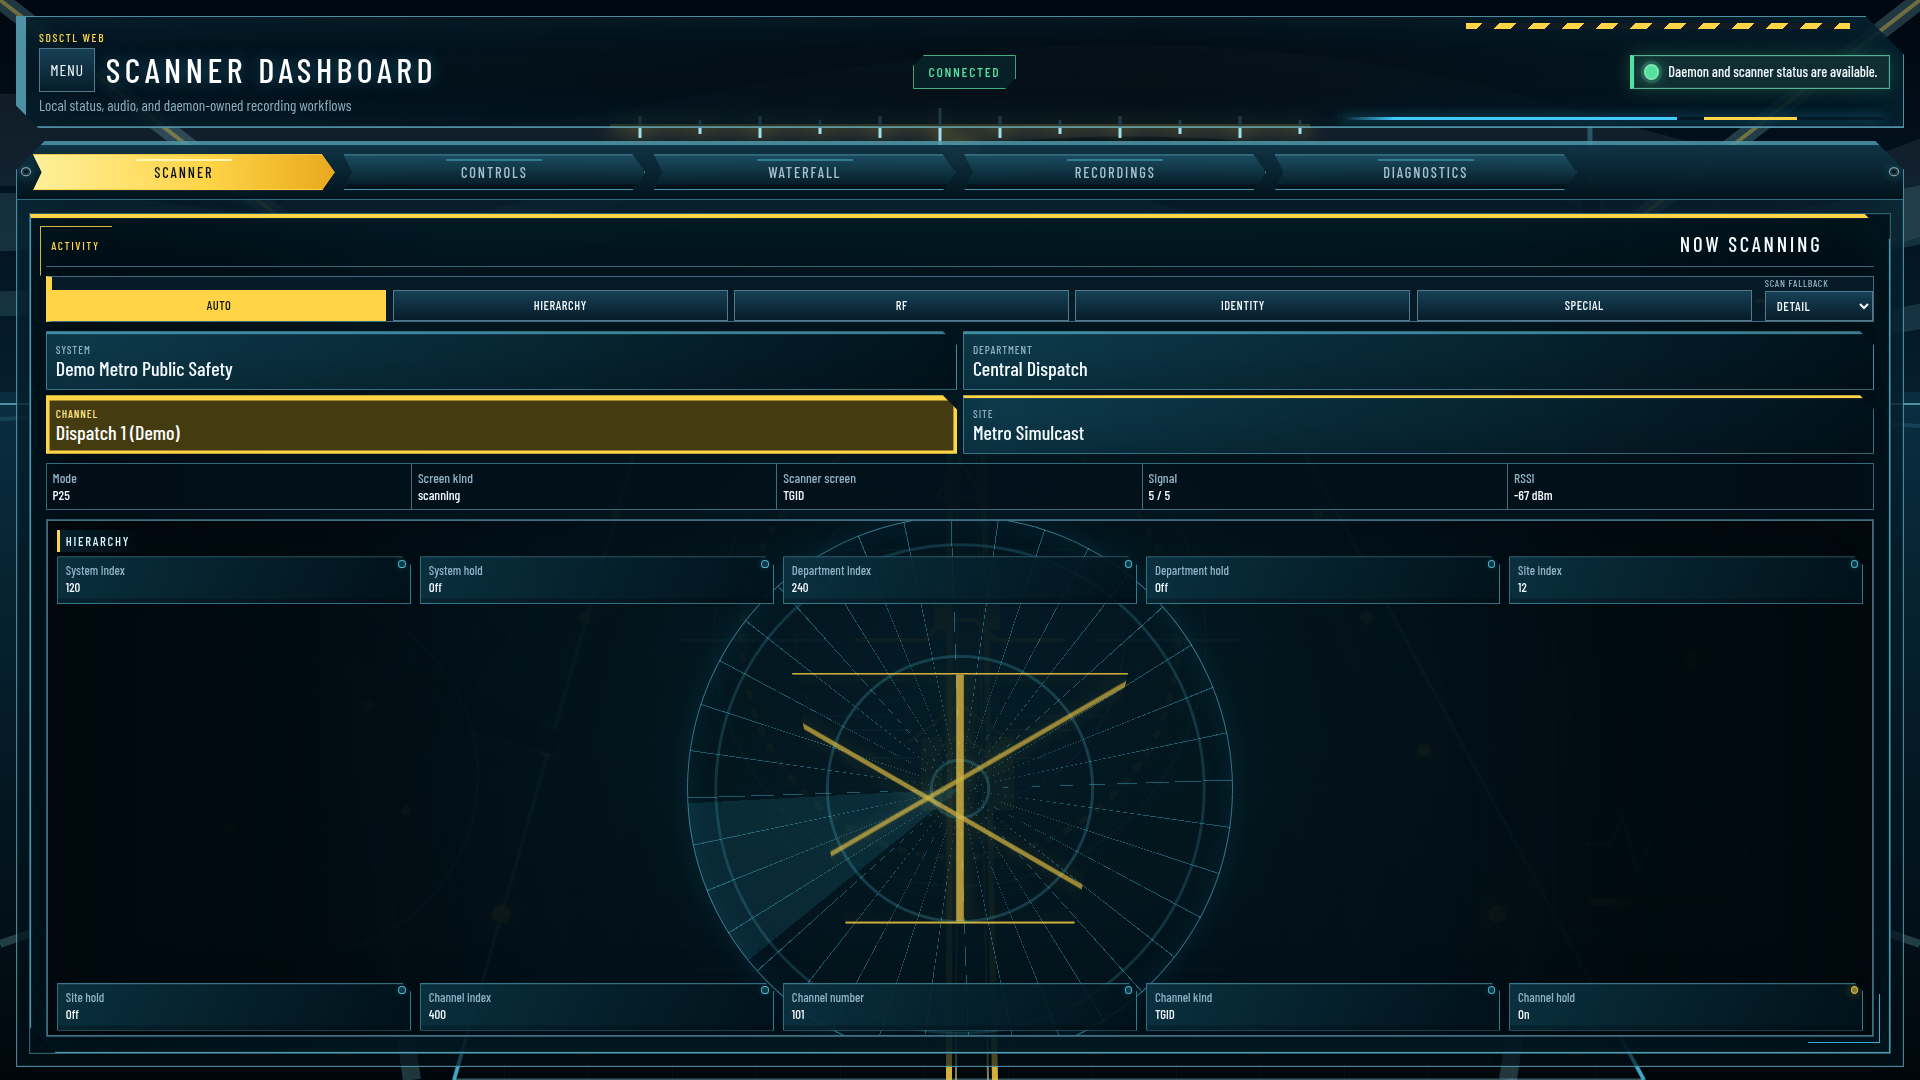 SDSCTL WEB
MENU
SCANNER DASHBOARD
Local status, audio, and daemon-owned recording workflows
CONNECTED
Daemon and scanner status are available.
SCANNER
CONTROLS
WATERFALL
RECORDINGS
DIAGNOSTICS
ACTIVITY
NOW SCANNING
AUTO
HIERARCHY
RF
IDENTITY
SPECIAL
SCAN FALLBACK
DETAIL
SYSTEM
Demo Metro Public Safety
DEPARTMENT
Central Dispatch
CHANNEL
Dispatch 1 (Demo)
SITE
Metro Simulcast
Mode
P25
Screen kind
scanning
Scanner screen
TGID
Signal
5 / 5
RSSI
-67 dBm
HIERARCHY
System index
120
System hold
Off
Department index
240
Department hold
Off
Site index
12
Site hold
Off
Channel index
400
Channel number
101
Channel kind
TGID
Channel hold
On